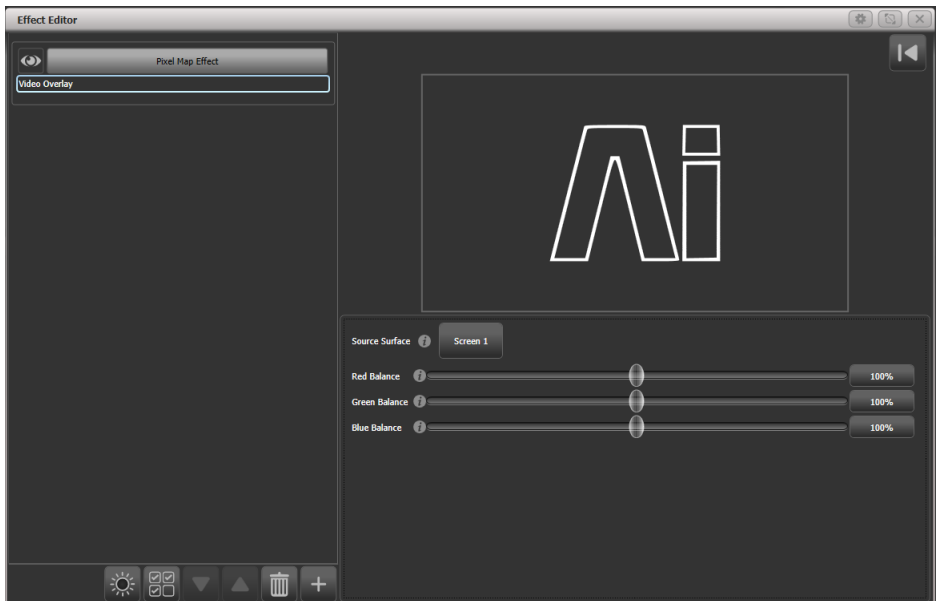 Effect Editor
Pixel Map Effect
Video Overlay
Ai
Source Surface i Screen 1
Red Balance i 100%
Green Balance i 100%
Blue Balance i 100%